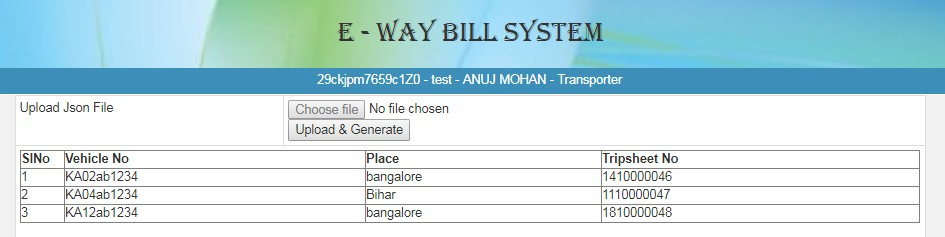 E - WAY BILL SYSTEM
29ckjpm7659c1Z0 - test - ANUJ MOHAN - Transporter
Upload Json File Choose file No file chosen
Upload & Generate
SlNo Vehicle No Place Tripsheet No
1 KA02ab1234 bangalore 1410000046
2 KA04ab1234 Bihar 1110000047
3 KA12ab1234 bangalore 1810000048